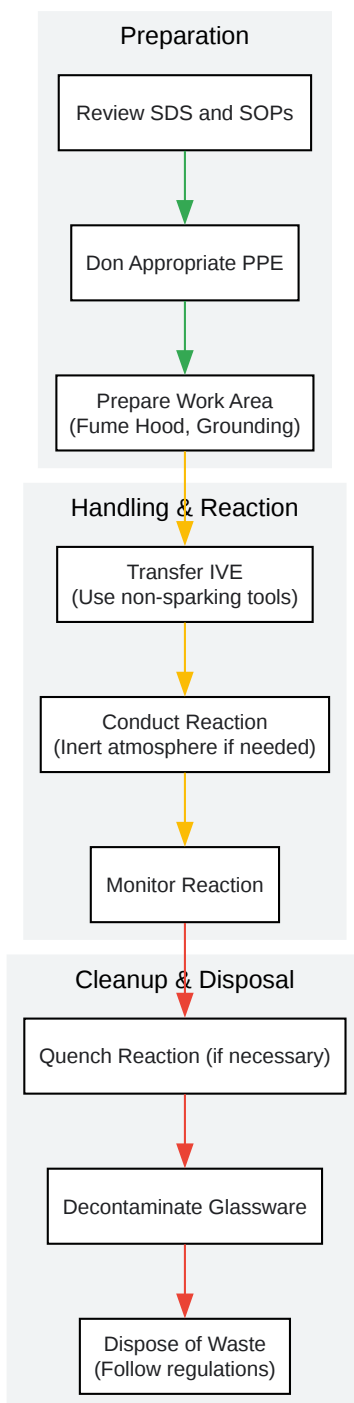 Preparation
Review SDS and SOPs
Don Appropriate PPE
Prepare Work Area
(Fume Hood, Grounding)
Handling & Reaction
Transfer IVE
(Use non-sparking tools)
Conduct Reaction
(Inert atmosphere if needed)
Monitor Reaction
Cleanup & Disposal
Quench Reaction (if necessary)
Decontaminate Glassware
Dispose of Waste
(Follow regulations)